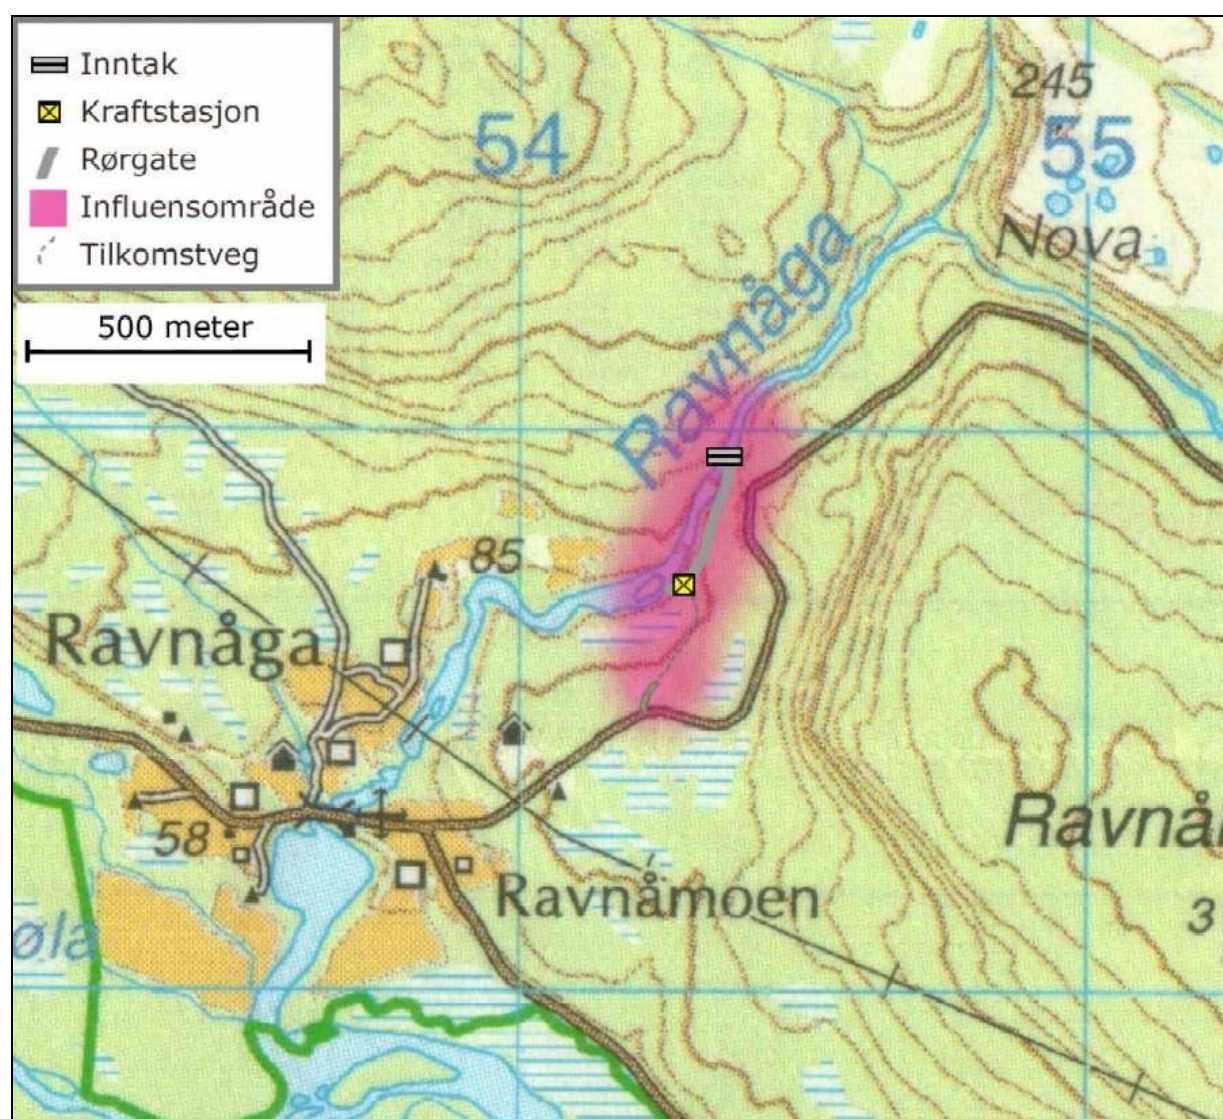 Inntak
Kraftstasjon
Rørgate
Influensområde
Tilkomstveg
500 meter
245
54
55
Nova
Ravnåga
85
Ravnåga
58
Ravnå
Ravnåmoen
3
øla